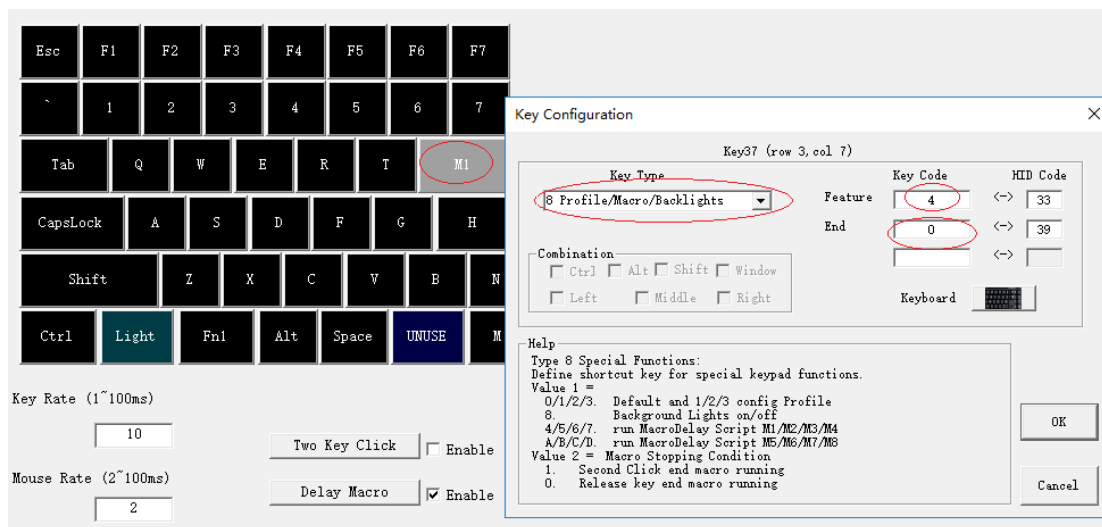 Esc F1 F2 F3 F4 F5 F6 F7
` 1 2 3 4 5 6 7
Tab Q W E R T M1
CapsLock A S D F G H
Shift Z X C V B N
Ctrl Light Fn1 Alt Space UNUSE M
Key Rate (1~100ms)
10
Mouse Rate (2~100ms)
2
Two Key Click Enable
Delay Macro Enable
Key Configuration
Key37 (row 3, col 7)
Key Type Key Code HID Code
8 Profile/Macro/Backlights Feature 4 <-> 33
End 0 <-> 39
<->
Combination
Ctrl Alt Shift Window
Left Middle Right
Keyboard
Help
Type 8 Special Functions:
Define shortcut key for special keypad functions.
Value 1 =
0/1/2/3. Default and 1/2/3 config Profile
8. Background Lights on/off
4/5/6/7. run MacroDelay Script M1/M2/M3/M4
A/B/C/D. run MacroDelay Script M5/M6/M7/M8
Value 2 = Macro Stopping Condition
1. Second Click end macro running
0. Release key end macro running
OK
Cancel